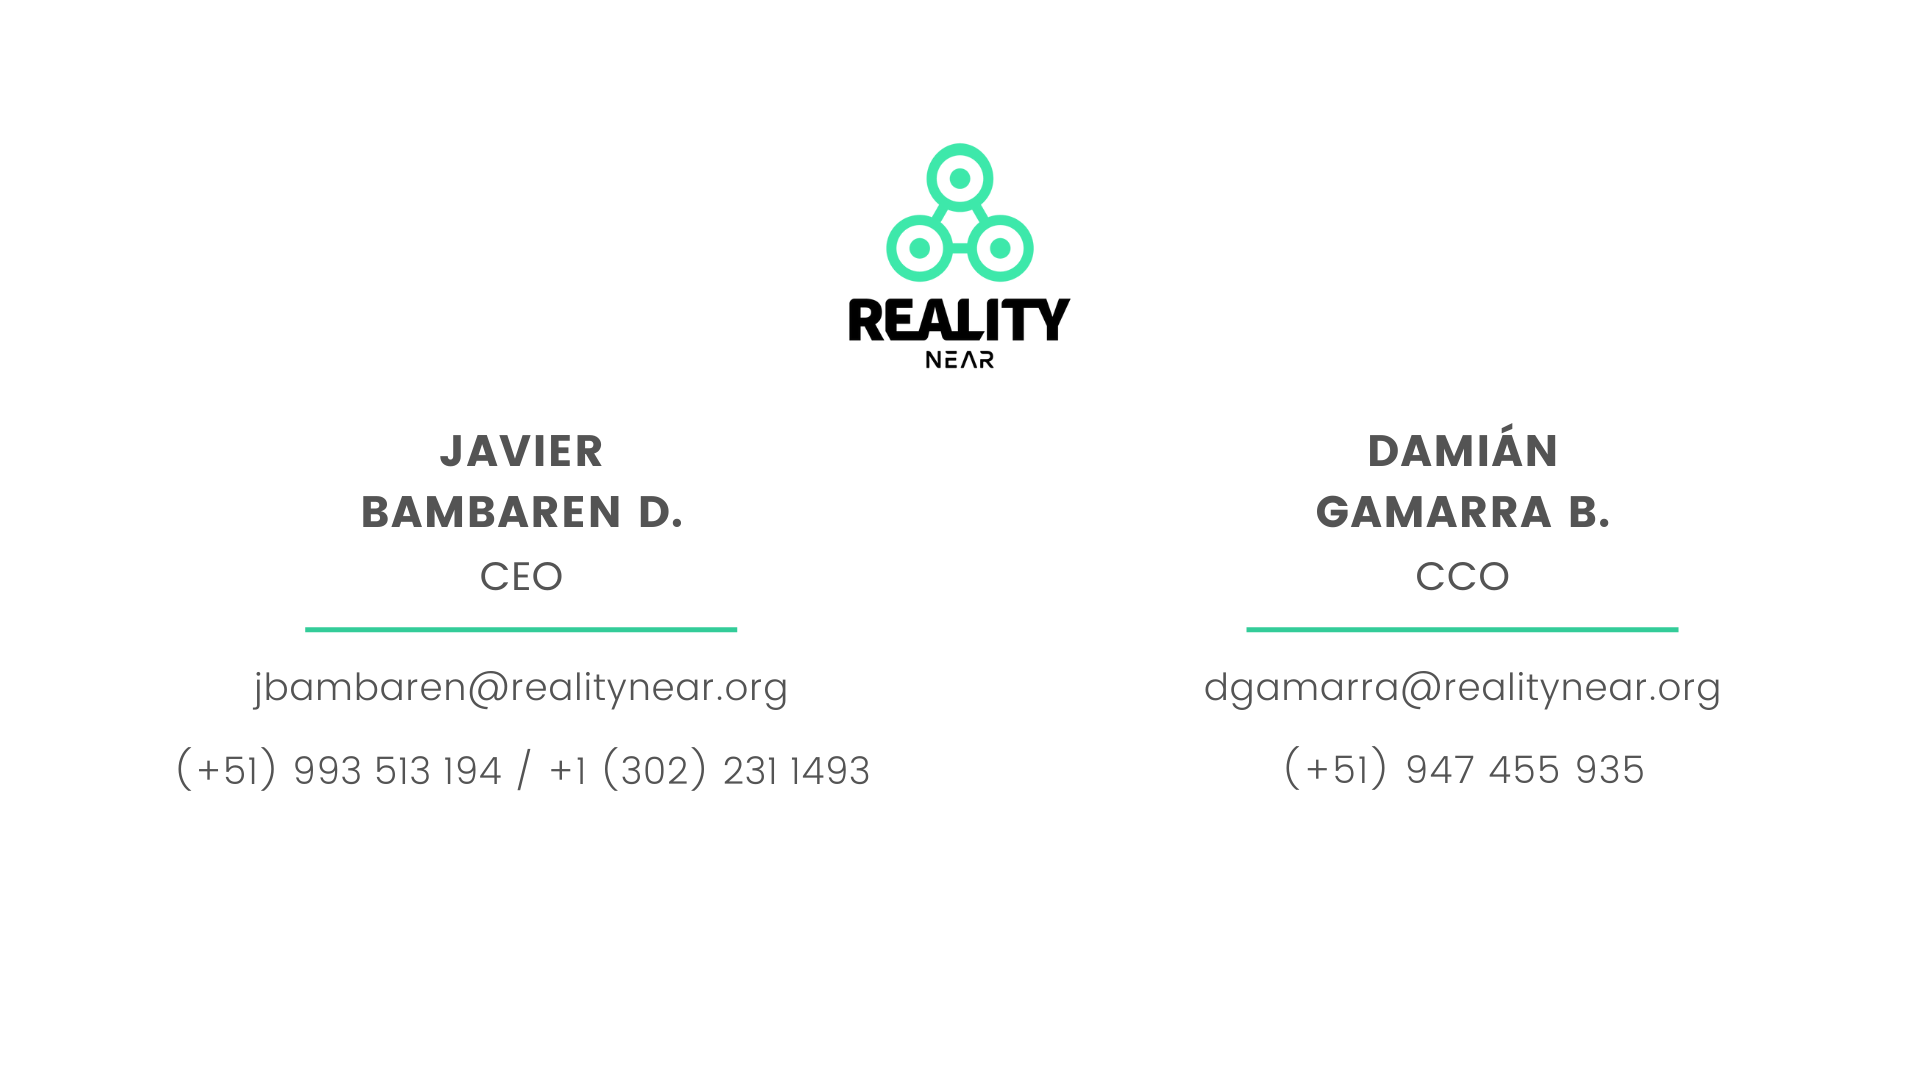 REALITY
NEAR
JAVIER
BAMBAREN D.
CEO
jbambaren@realitynear.org
(+51) 993 513 194 / +1 (302) 231 1493
DAMIÁN
GAMARRA B.
CCO
dgamarra@realitynear.org
(+51) 947 455 935